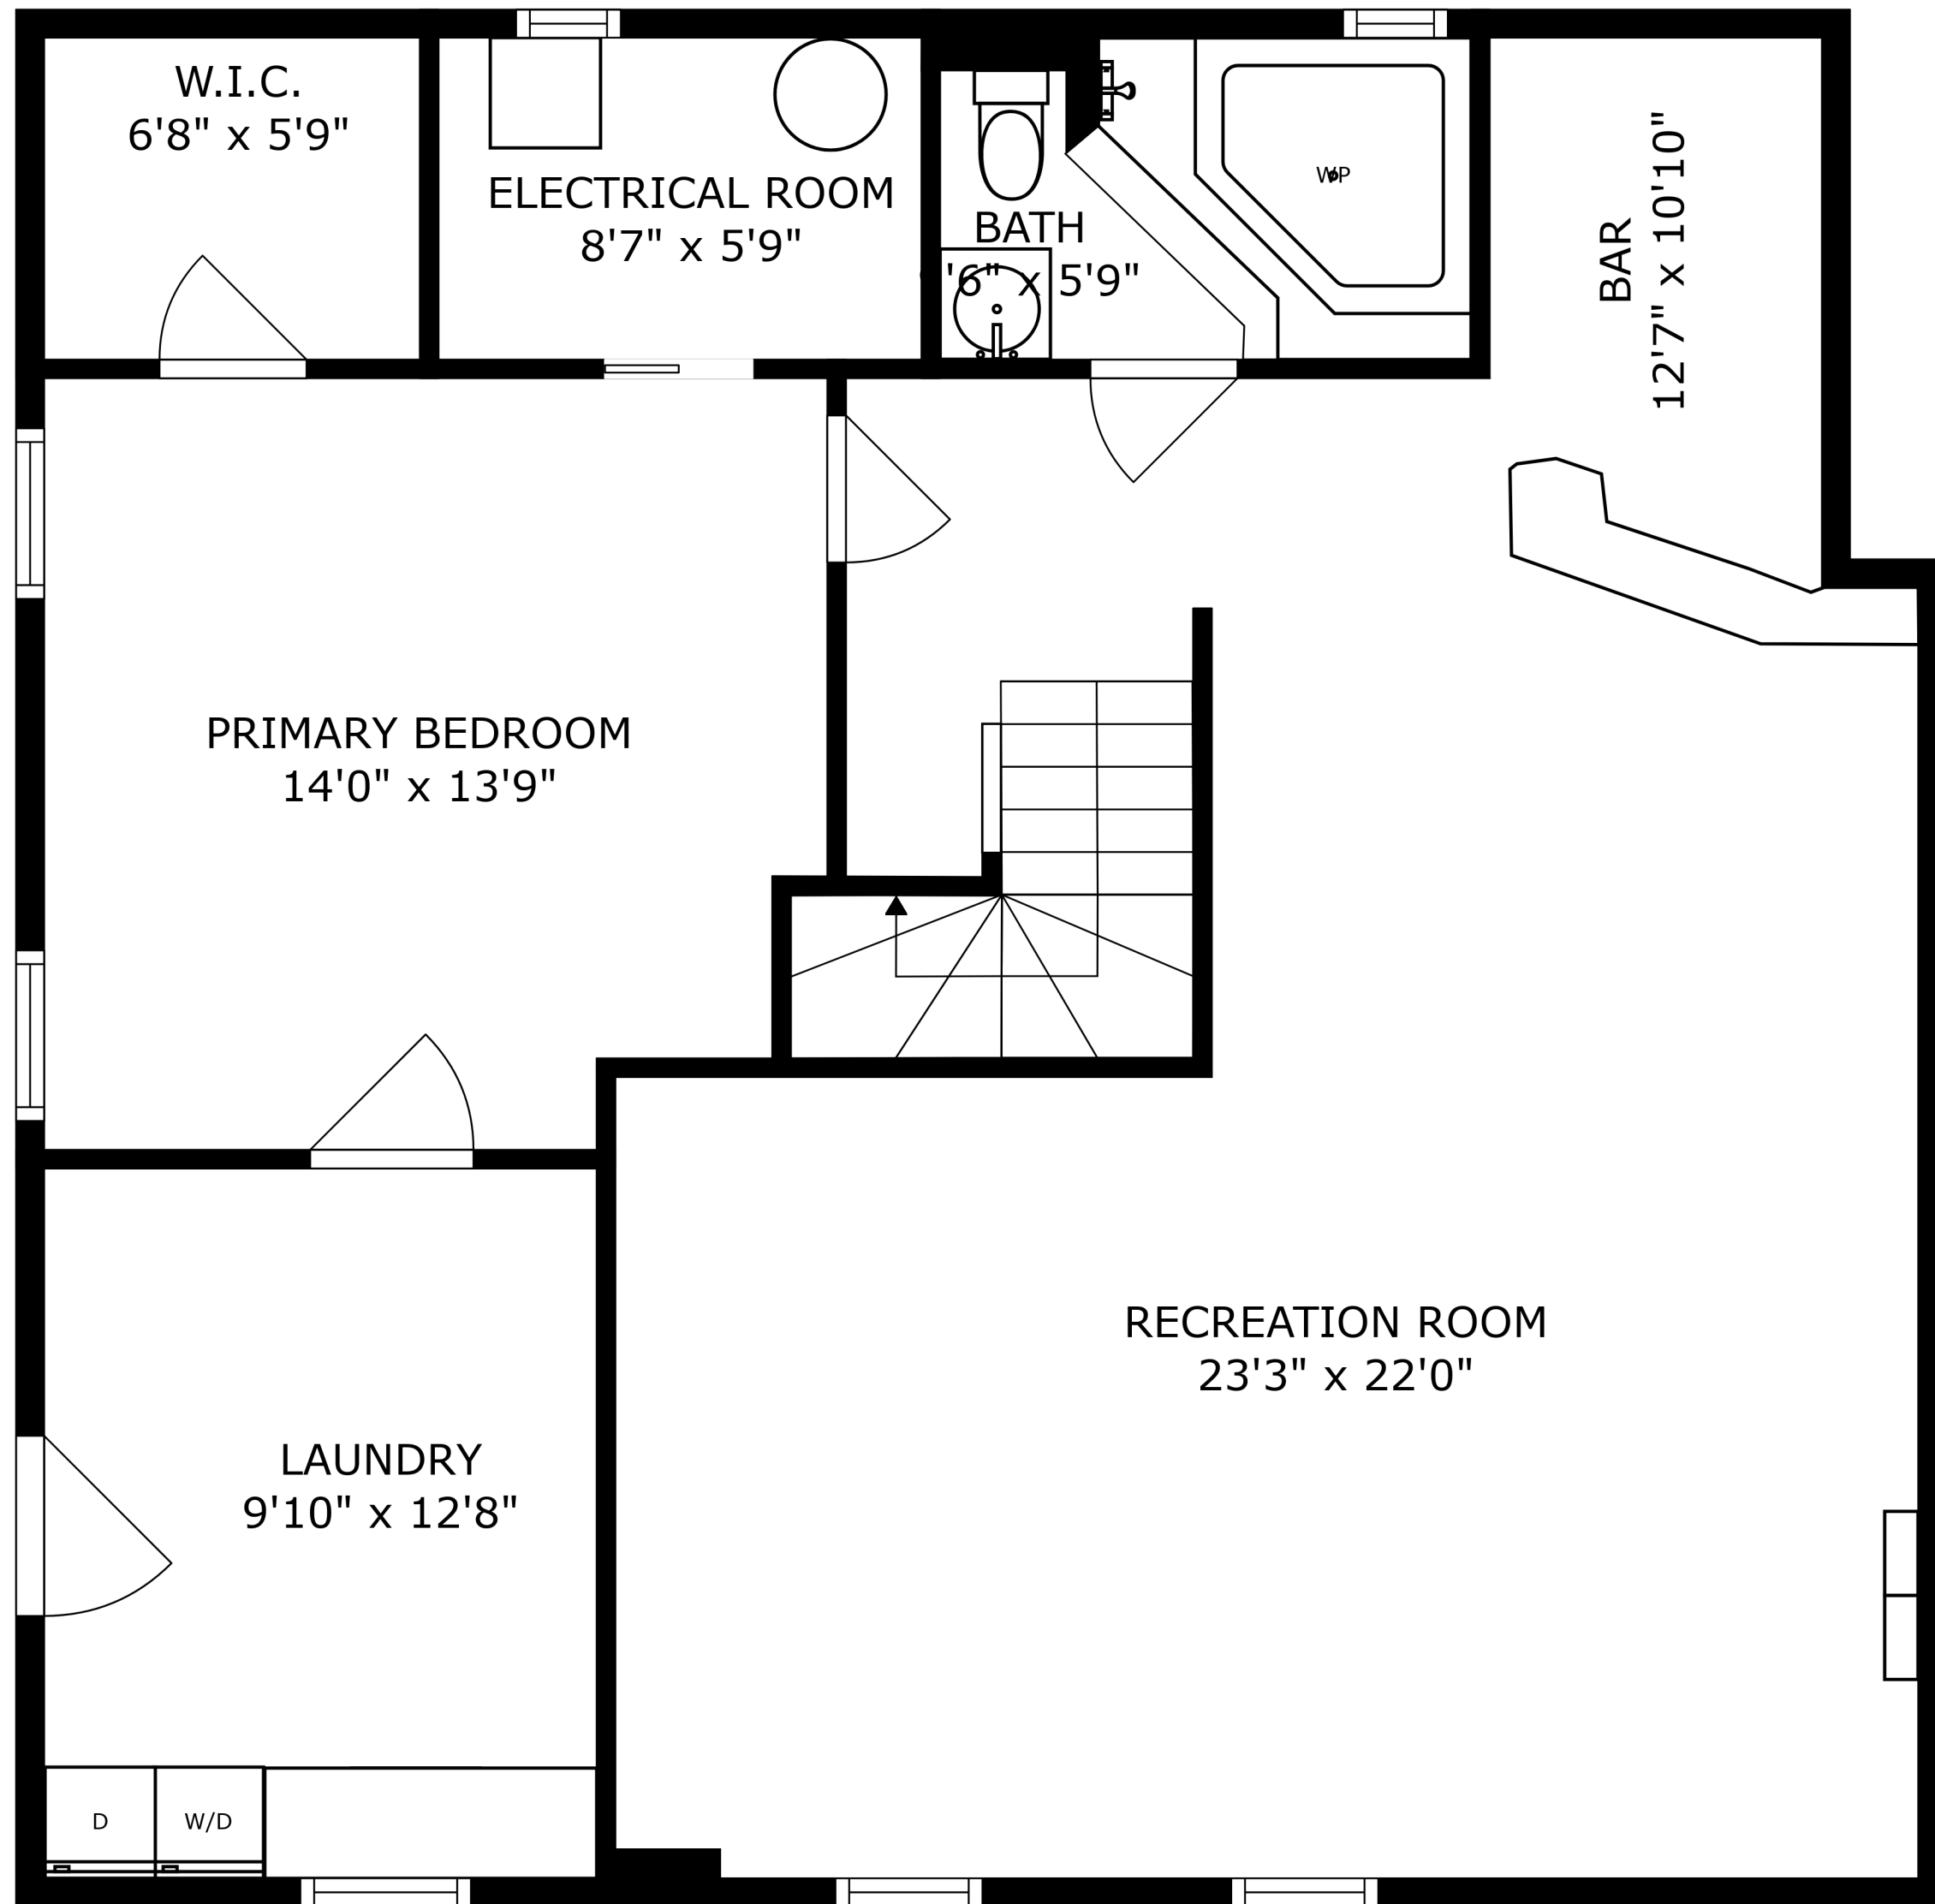 W.I.C.
6'8" x 5'9"
ELECTRICAL ROOM
8'7" x 5'9"
BATH
'6" x 5'9"
WP
BAR
12'7" x 10'10"
PRIMARY BEDROOM
14'0" x 13'9"
RECREATION ROOM
23'3" x 22'0"
LAUNDRY
9'10" x 12'8"
D
W/D